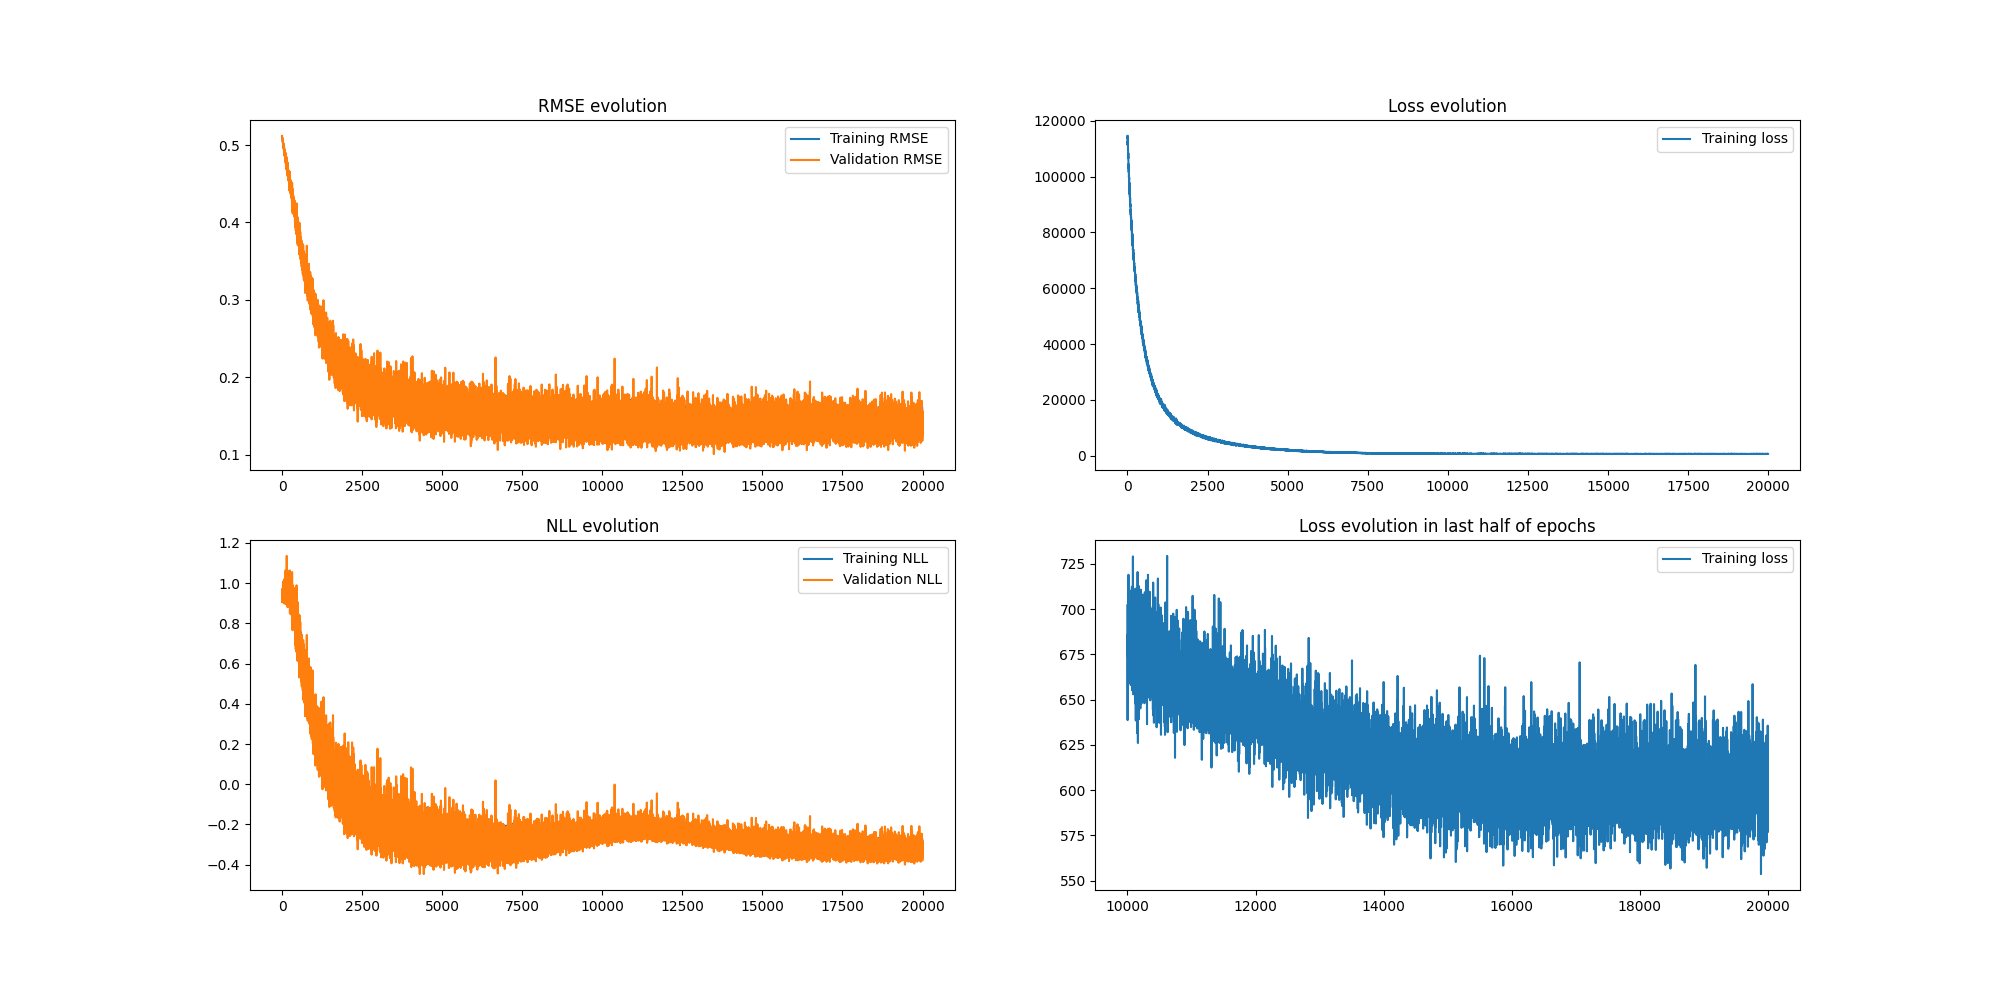 RMSE evolution
Training RMSE
Validation RMSE
0.5
0.4
0.3
0.2
0.1
0 2500 5000 7500 10000 12500 15000 17500 20000
Loss evolution
Training loss
120000
100000
80000
60000
40000
20000
0
0 2500 5000 7500 10000 12500 15000 17500 20000
NLL evolution
Training NLL
Validation NLL
1.2
1.0
0.8
0.6
0.4
0.2
0.0
−0.2
−0.4
0 2500 5000 7500 10000 12500 15000 17500 20000
Loss evolution in last half of epochs
Training loss
725
700
675
650
625
600
575
550
10000 12000 14000 16000 18000 20000